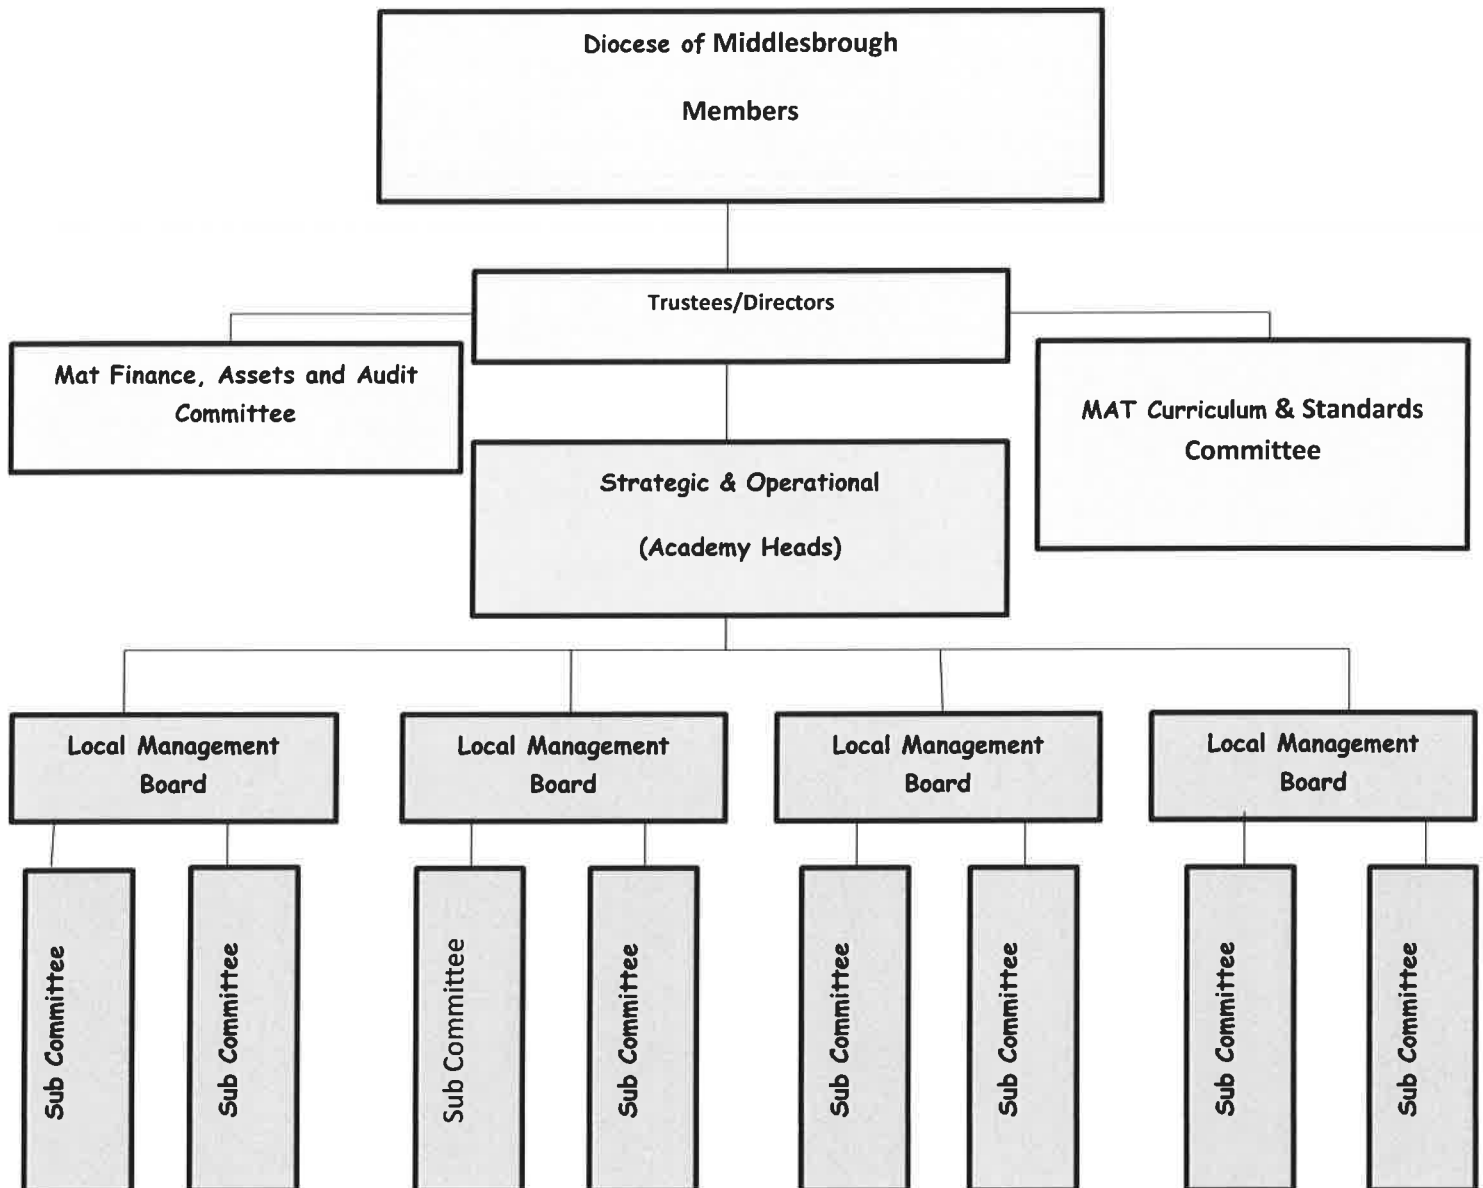 Diocese of Middlesbrough
Members
Trustees/Directors
Mat Finance, Assets and Audit
Committee
MAT Curriculum & Standards
Committee
Strategic & Operational
(Academy Heads)
Local Management
Board
Local Management
Board
Local Management
Board
Local Management
Board
Sub Committee
Sub Committee
Sub Committee
Sub Committee
Sub Committee
Sub Committee
Sub Committee
Sub Committee